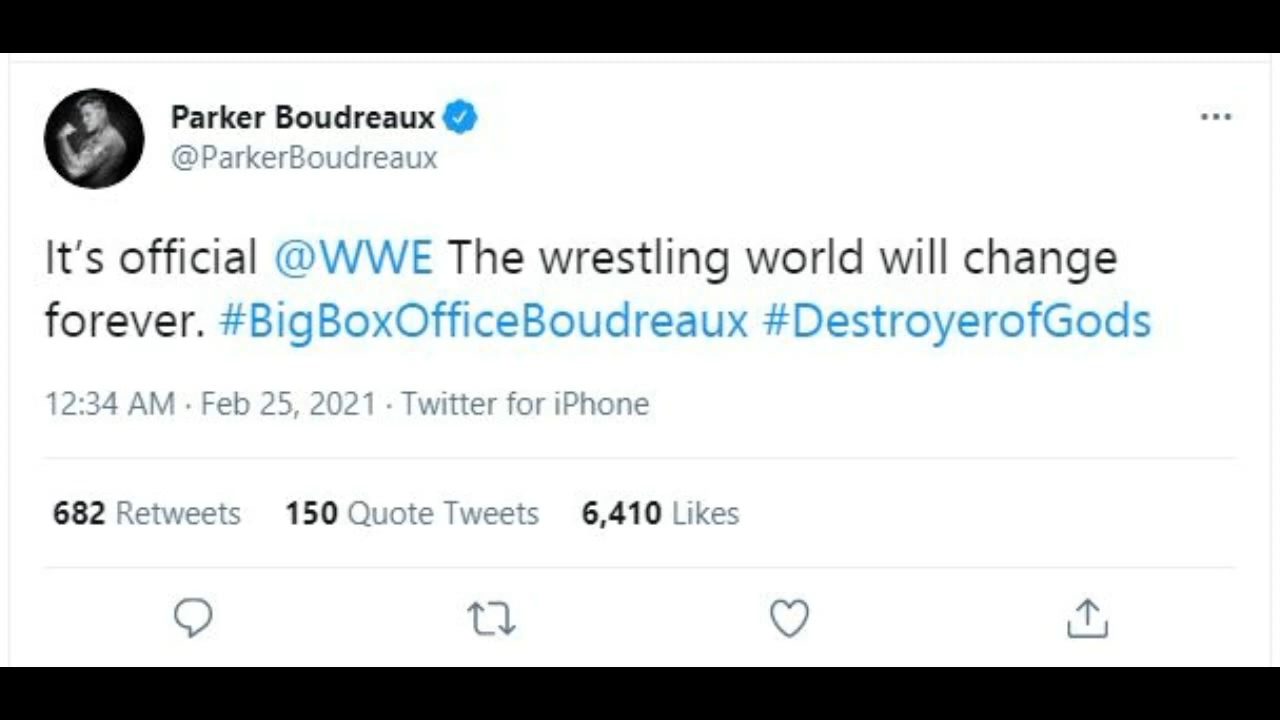 Parker Boudreaux
@ParkerBoudreaux
It’s official @WWE The wrestling world will change
forever. #BigBoxOfficeBoudreaux #DestroyerofGods
12:34 AM · Feb 25, 2021 · Twitter for iPhone
682 Retweets 150 Quote Tweets 6,410 Likes